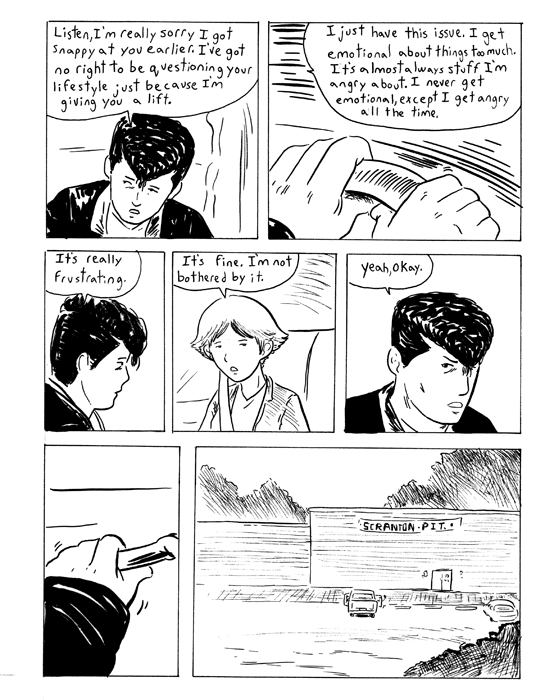 Listen, I'm really sorry I got
snappy at you earlier. I've got
no right to be questioning your
lifestyle just because I'm
giving you a lift.
I just have this issue. I get
emotional about things too much.
It's almost always stuff I'm
angry about. I never get
emotional, except I get angry
all the time.
It's really
frustrating.
It's fine. I'm not
bothered by it.
Yeah, okay.
SCRANTON·PIT.